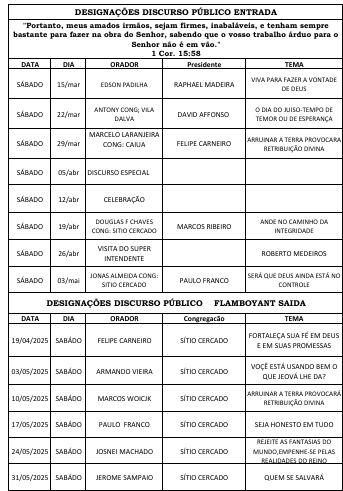 DESIGNAÇÕES DISCURSO PÚBLICO ENTRADA
"Portanto, meus amados irmãos, sejam firmes, inabaláveis, e tenham sempre
bastante para fazer na obra do Senhor, sabendo que o vosso trabalho árduo para o
Senhor não é em vão."
1 Cor. 15:58
DATA DIA ORADOR Presidente TEMA
SÁBADO 15/mar EDSON PADILHA RAPHAEL MADEIRA VIVA PARA FAZER A VONTADE
DE DEUS
SÁBADO 22/mar ANTONY CONG; VILA
DALVA DAVID AFFONSO O DIA DO JUISO-TEMPO DE
TEMOR OU DE ESPERANÇA
SÁBADO 29/mar MARCELO LARANJEIRA
CONG: CAIUA FELIPE CARNEIRO ARRUINAR A TERRA PROVOCARA
RETRIBUIÇÃO DIVINA
SÁBADO 05/abr DISCURSO ESPECIAL
SÁBADO 12/abr CELEBRAÇÃO
SÁBADO 19/abr DOUGLAS F CHAVES
CONG: SITIO CERCADO MARCOS RIBEIRO ANDE NO CAMINHO DA
INTEGRIDADE
SÁBADO 26/abr VISITA DO SUPER
INTENDENTE ROBERTO MEDEIROS
SÁBADO 03/mai JONAS ALMEIDA CONG:
SITIO CERCADO PAULO FRANCO SERÁ QUE DEUS AINDA ESTÁ NO
CONTROLE
DESIGNAÇÕES DISCURSO PÚBLICO FLAMBOYANT SAIDA
DATA DIA ORADOR Congregacão TEMA
19/04/2025 SABÁDO FELIPE CARNEIRO SÍTIO CERCADO FORTALEÇA SUA FÉ EM DEUS
E EM SUAS PROMESSAS
03/05/2025 SABÁDO ARMANDO VIEIRA SÍTIO CERCADO VOÇÊ ESTÁ USANDO BEM O
QUE JEOVÁ LHE DA?
10/05/2025 SABÁDO MARCOS WOICJK SÍTIO CERCADO ARRUINAR A TERRA PROVOCARÁ
RETRIBUIÇÃO DIVINA
17/05/2025 SABÁDO PAULO FRANCO SÍTIO CERCADO SEJA HONESTO EM TUDO
24/05/2025 SABÁDO JOSNEI MACHADO SÍTIO CERCADO REJEITE AS FANTASIAS DO
MUNDO,EMPENHE-SE PELAS
REALIDADES DO REINO
31/05/2025 SABÁDO JEROME SAMPAIO SÍTIO CERCADO QUEM SE SALVARÁ